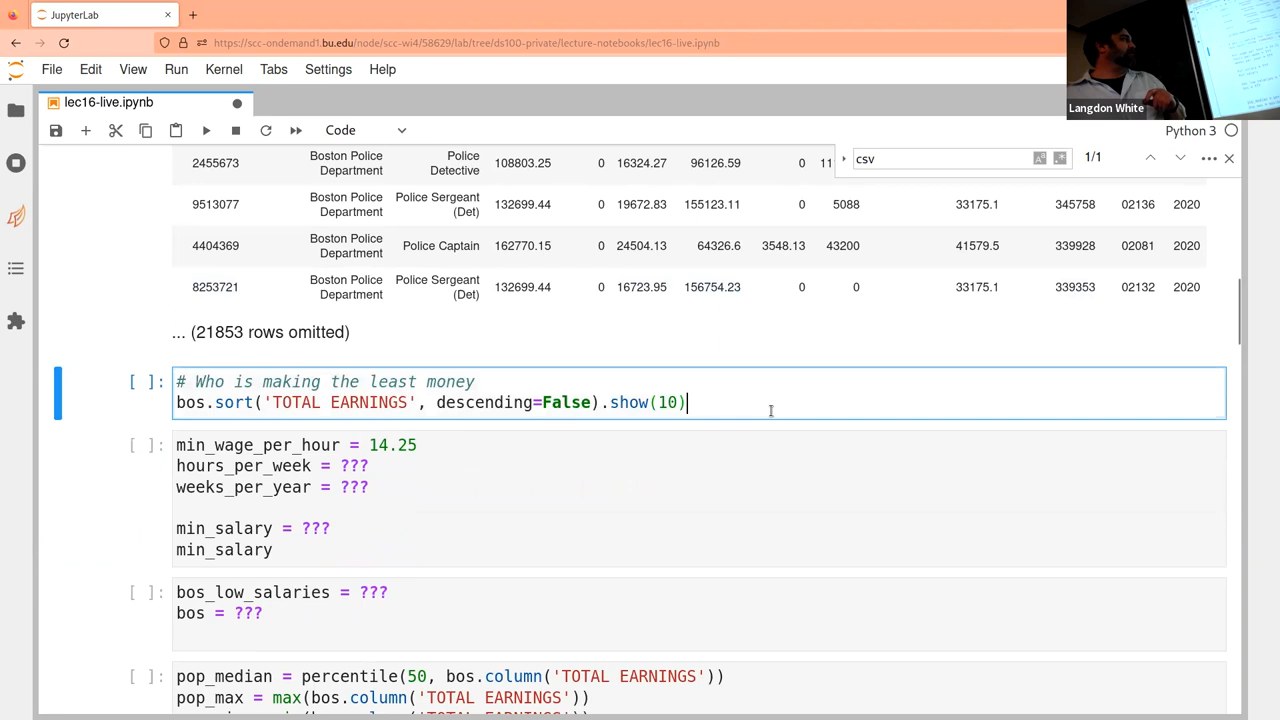 JupyterLab
https://scc-ondemand1.bu.edu/node/scc-wi4/58629/lab/tree/ds100-private/lecture-notebooks/lec16-live.ipynb
Langdon White
File Edit View Run Kernel Tabs Settings Help
lec16-live.ipynb
Code
Python 3
csv
1/1
2455673 Boston Police Department Police Detective 108803.25 0 16324.27 96126.59 0
9513077 Boston Police Department Police Sergeant (Det) 132699.44 0 19672.83 155123.11 0 5088 33175.1 345758 02136 2020
4404369 Boston Police Department Police Captain 162770.15 0 24504.13 64326.6 3548.13 43200 41579.5 339928 02081 2020
8253721 Boston Police Department Police Sergeant (Det) 132699.44 0 16723.95 156754.23 0 0 33175.1 339353 02132 2020
... (21853 rows omitted)
[ ]: # Who is making the least money
bos.sort('TOTAL EARNINGS', descending=False).show(10)
[ ]: min_wage_per_hour = 14.25
hours_per_week = ???
weeks_per_year = ???
min_salary = ???
min_salary
[ ]: bos_low_salaries = ???
bos = ???
[ ]: pop_median = percentile(50, bos.column('TOTAL EARNINGS'))
pop_max = max(bos.column('TOTAL EARNINGS'))